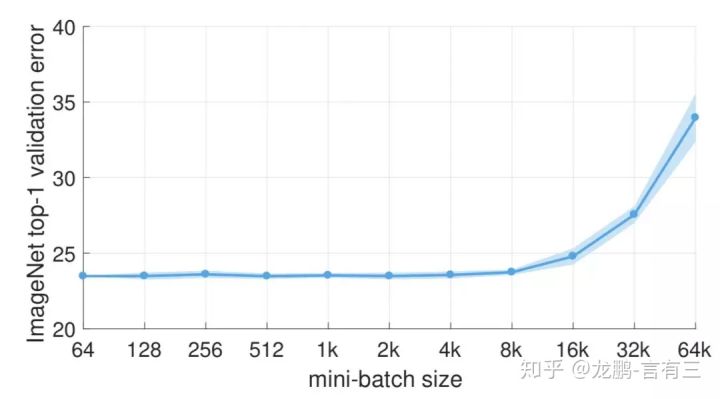 ImageNet top-1 validation error
40
35
30
25
20
64 128 256 512 1k 2k 4k 8k 16k 32k 64k
mini-batch size
知乎 @龙鹏-言有三